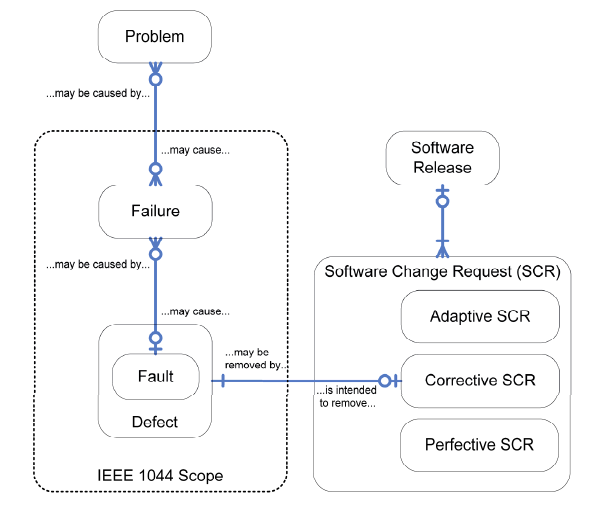 Problem
...may be caused by...
...may cause...
Failure
...may be caused by...
...may cause...
Fault
Defect
IEEE 1044 Scope
...may be
removed by...
...is intended
to remove...
Software
Release
Software Change Request (SCR)
Adaptive SCR
Corrective SCR
Perfective SCR